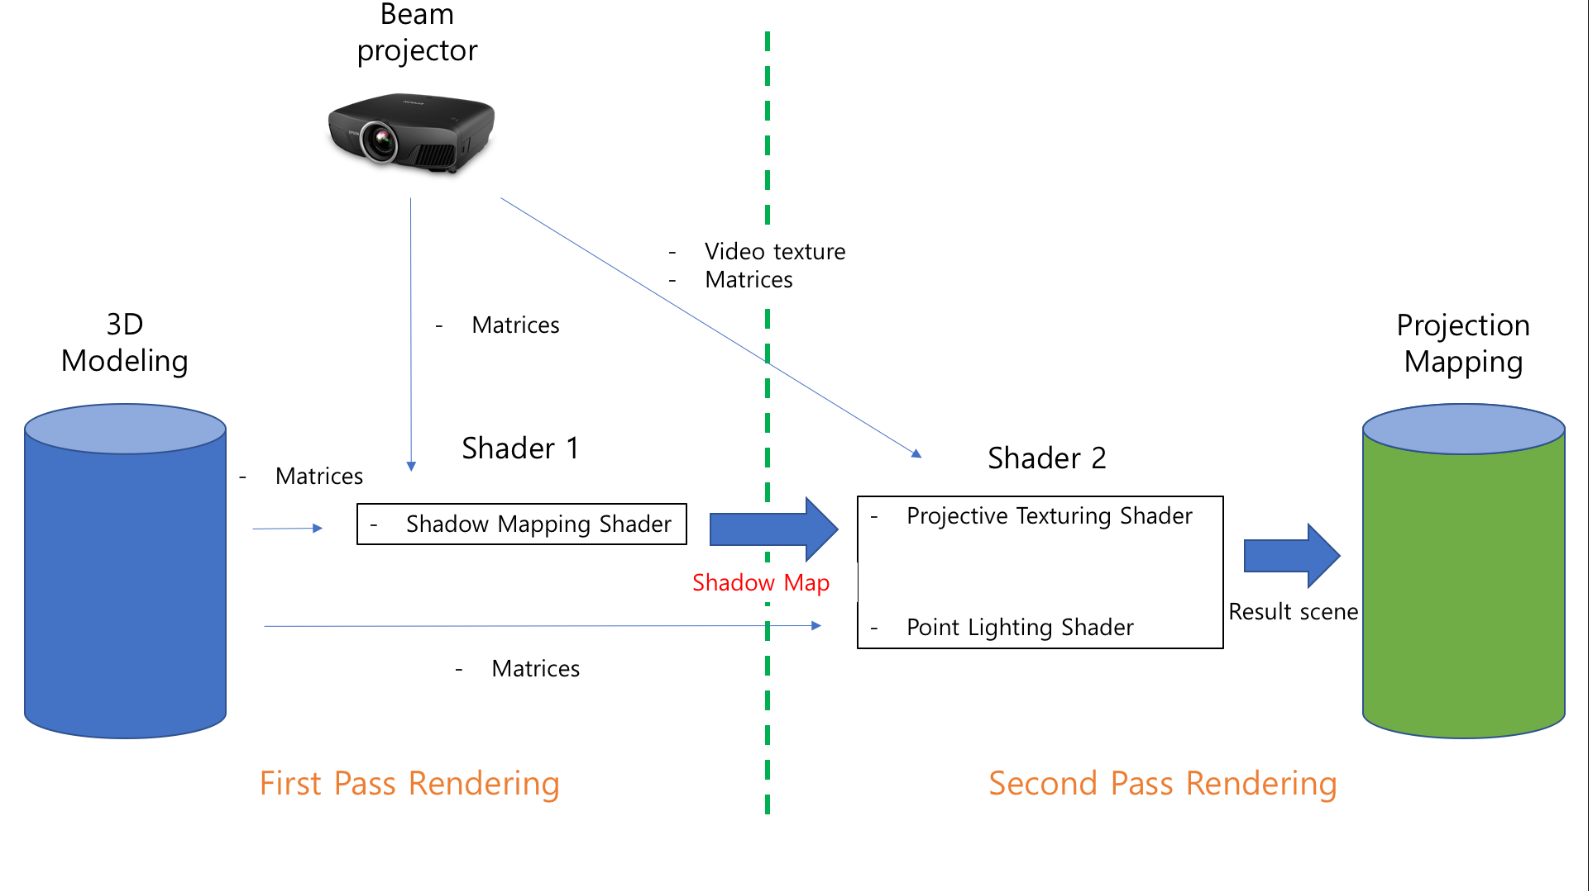 Beam
projector
- Video texture
- Matrices
- Matrices
3D
Modeling
Projection
Mapping
Shader 1
Shader 2
- Matrices
- Shadow Mapping Shader
- Projective Texturing Shader
Shadow Map
- Point Lighting Shader
Result scene
- Matrices
First Pass Rendering
Second Pass Rendering